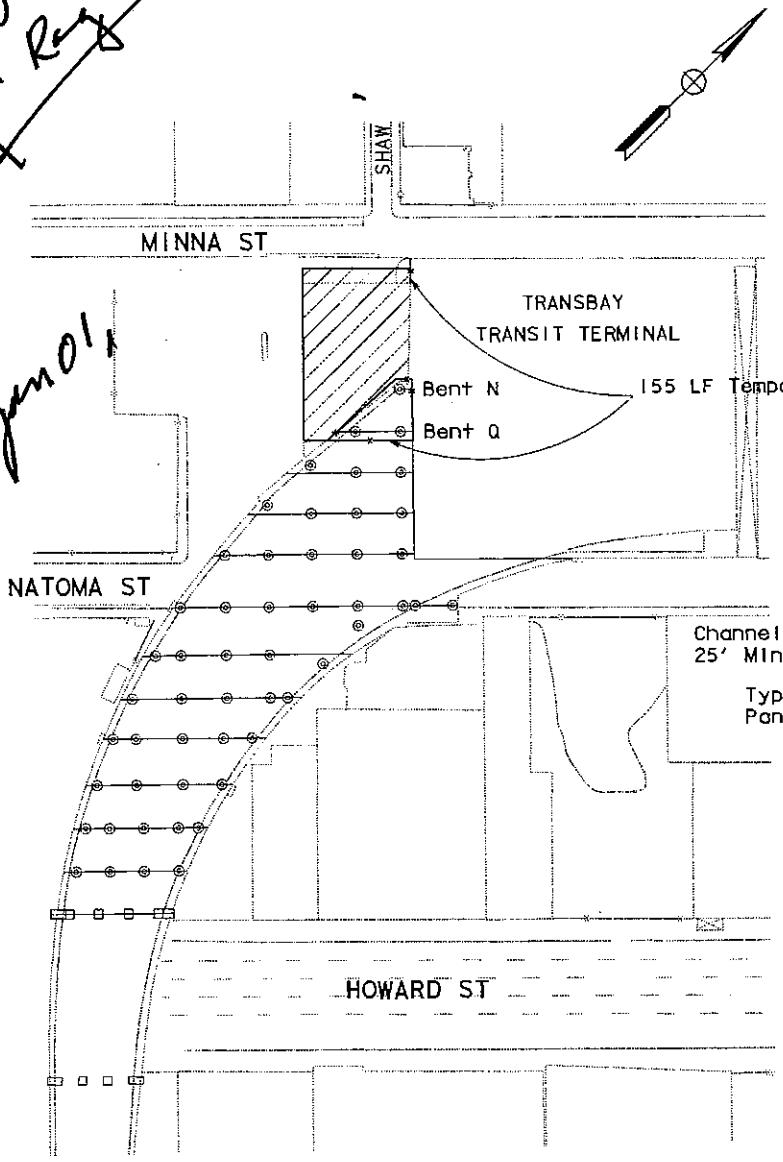 SHAW
MINNA ST
TRANSBAY
TRANSIT TERMINAL
Bent N
155 LF Tempo
Bent Q
NATOMA ST
Channel
25' Min
Typ
Pan
HOWARD ST